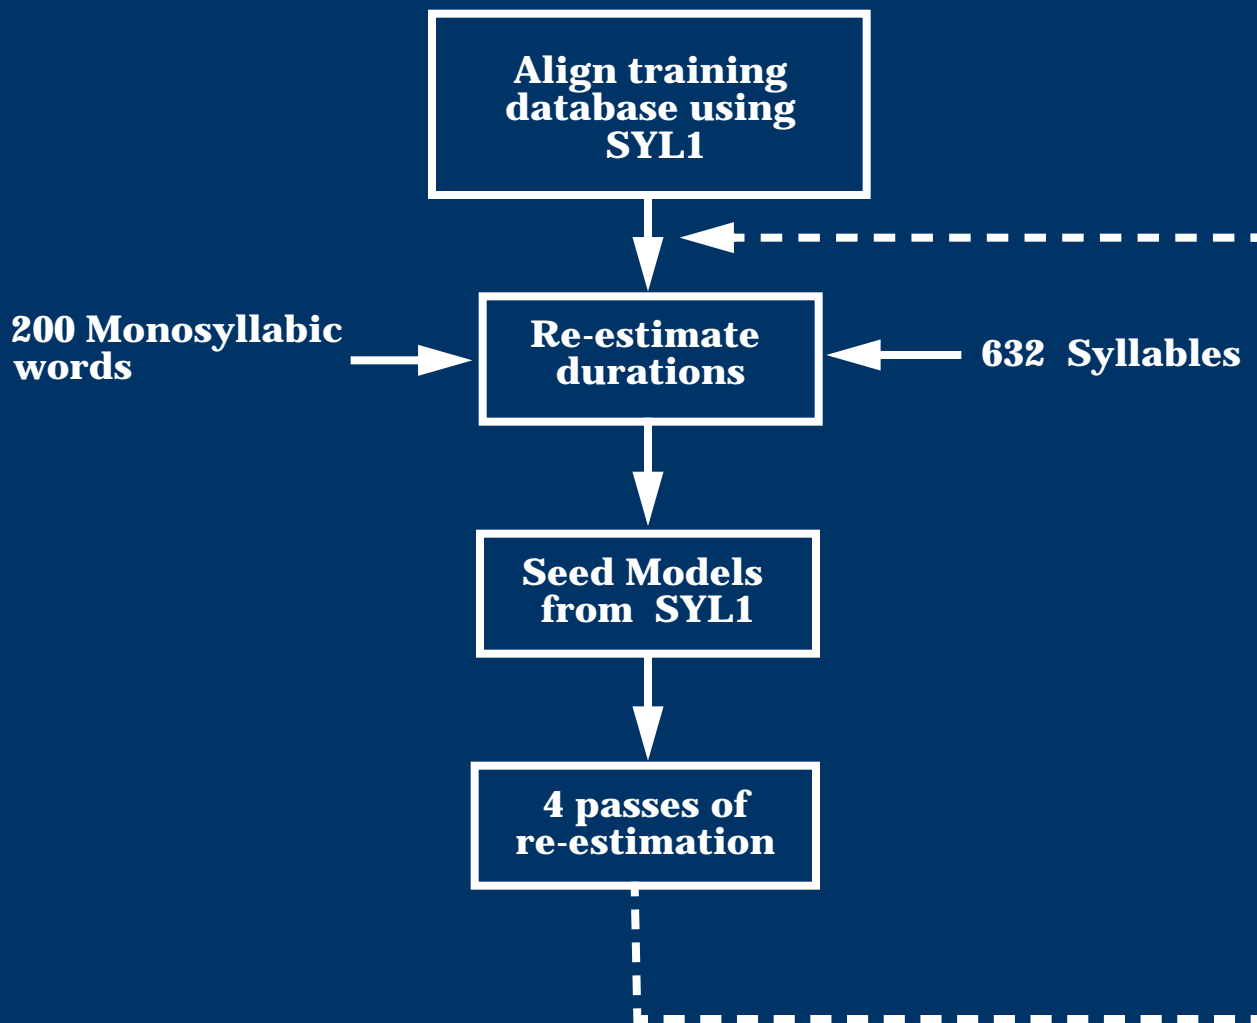 Align training
database using
SYL1
200 Monosyllabic
words
Re-estimate
durations
632 Syllables
Seed Models
from SYL1
4 passes of
re-estimation